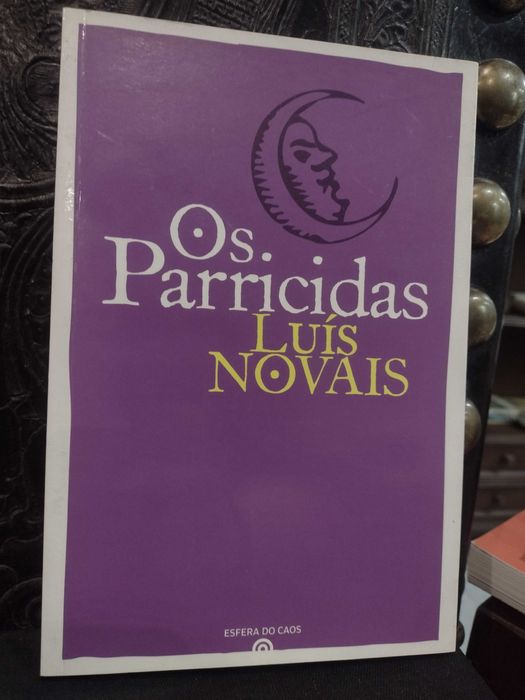 Os
Parricidas
Luís
NOVAIS
ESFERA DO CAOS